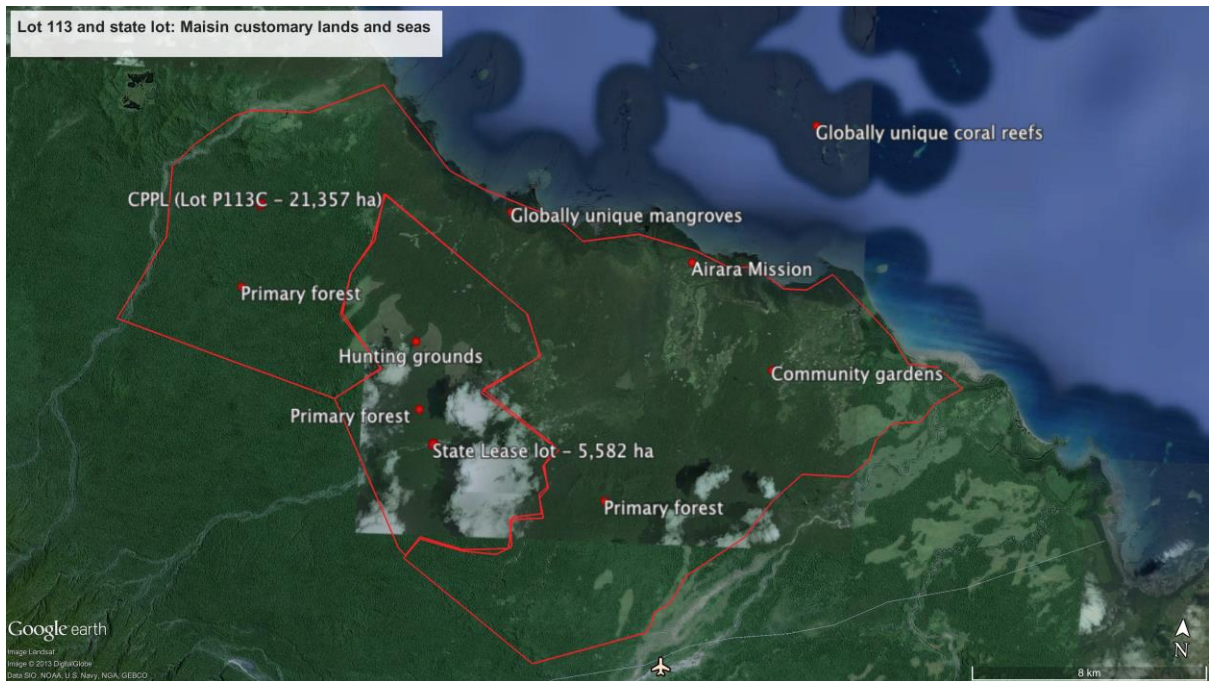 Lot 113 and state lot: Maisin customary lands and seas
Globally unique coral reefs
CPPL (Lot P113C – 21,357 ha)
Globally unique mangroves
Airara Mission
Primary forest
Hunting grounds
Community gardens
Primary forest
State Lease lot – 5,582 ha
Primary forest
Google earth
Image Landsat
Image © 2013 DigitalGlobe
Data SIO, NOAA, U.S. Navy, NGA, GEBCO
N
8 km